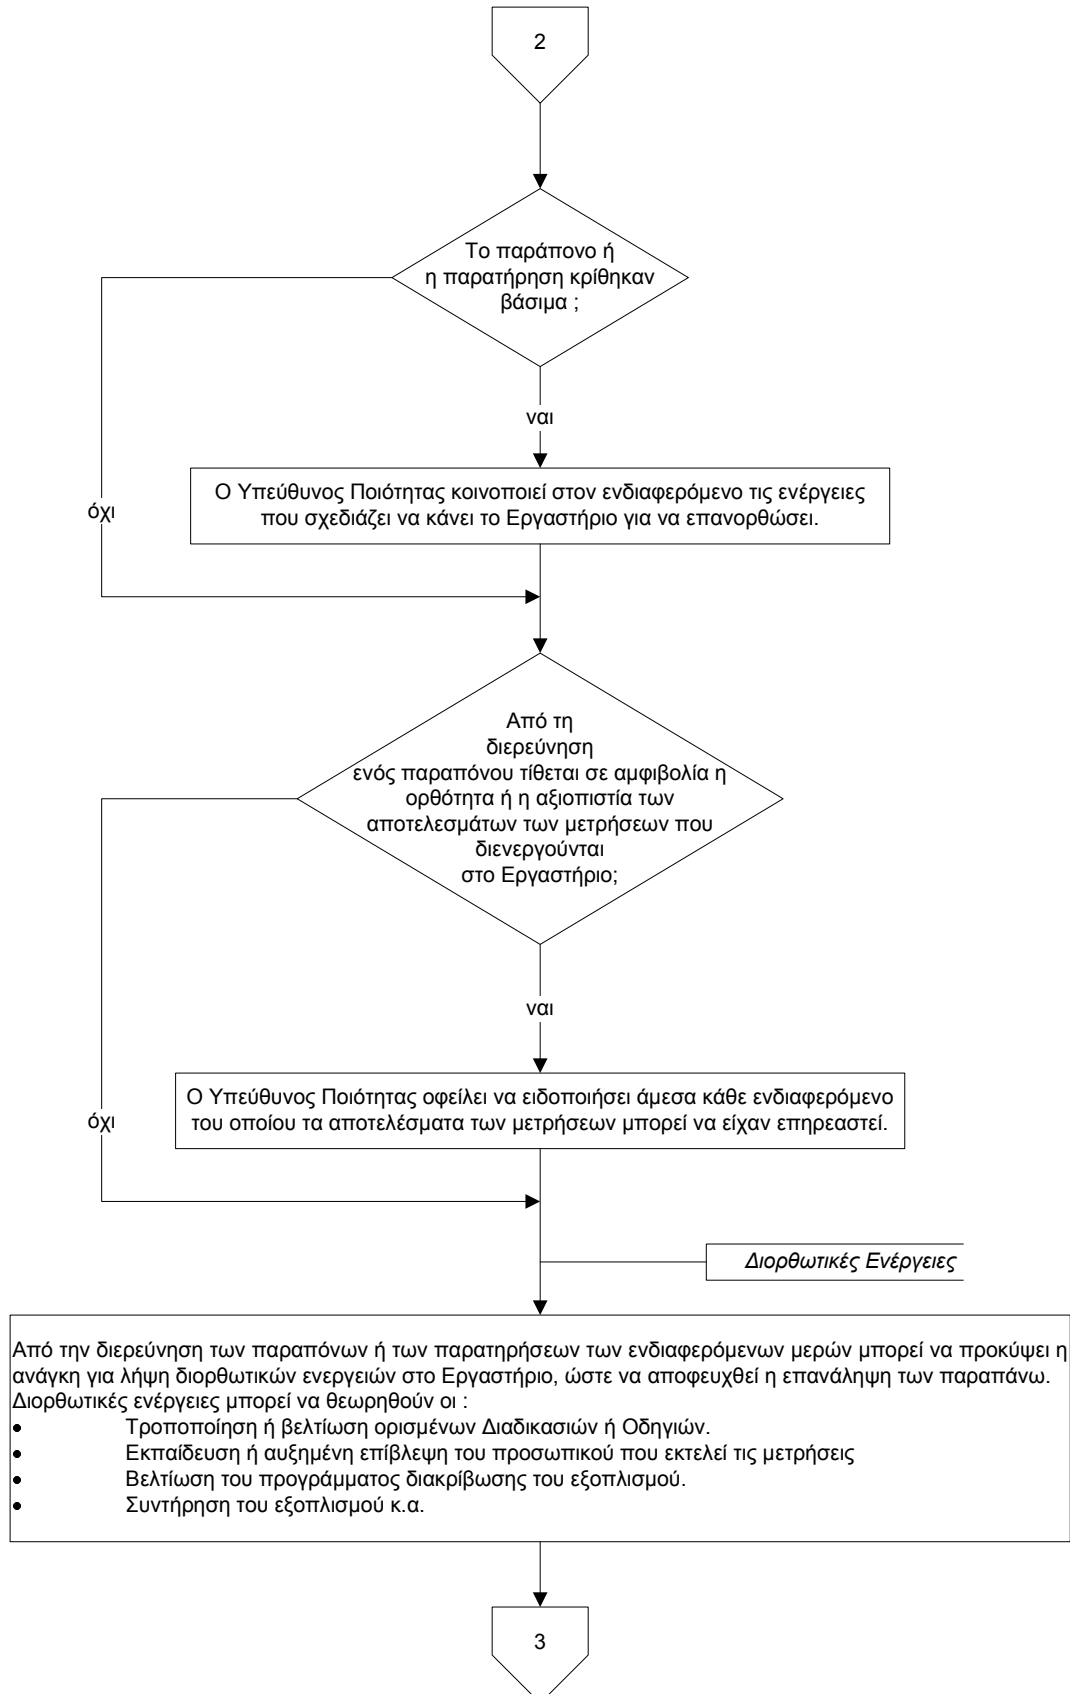 2
Το παράπονο ή
η παρατήρηση κρίθηκαν
βάσιμα ;
ναι
Ο Υπεύθυνος Ποιότητας κοινοποιεί στον ενδιαφερόμενο τις ενέργειες
που σχεδιάζει να κάνει το Εργαστήριο για να επανορθώσει.
όχι
Από τη
διερεύνηση
ενός παραπόνου τίθεται σε αμφιβολία η
ορθότητα ή η αξιοπιστία των
αποτελεσμάτων των μετρήσεων που
διενεργούνται
στο Εργαστήριο;
ναι
Ο Υπεύθυνος Ποιότητας οφείλει να ειδοποιήσει άμεσα κάθε ενδιαφερόμενο
του οποίου τα αποτελέσματα των μετρήσεων μπορεί να είχαν επηρεαστεί.
όχι
Διορθωτικές Ενέργειες
Από την διερεύνηση των παραπόνων ή των παρατηρήσεων των ενδιαφερόμενων μερών μπορεί να προκύψει η
ανάγκη για λήψη διορθωτικών ενεργειών στο Εργαστήριο, ώστε να αποφευχθεί η επανάληψη των παραπάνω.
Διορθωτικές ενέργειες μπορεί να θεωρηθούν οι :
• Τροποποίηση ή βελτίωση ορισμένων Διαδικασιών ή Οδηγιών.
• Εκπαίδευση ή αυξημένη επίβλεψη του προσωπικού που εκτελεί τις μετρήσεις
• Βελτίωση του προγράμματος διακρίβωσης του εξοπλισμού.
• Συντήρηση του εξοπλισμού κ.α.
3